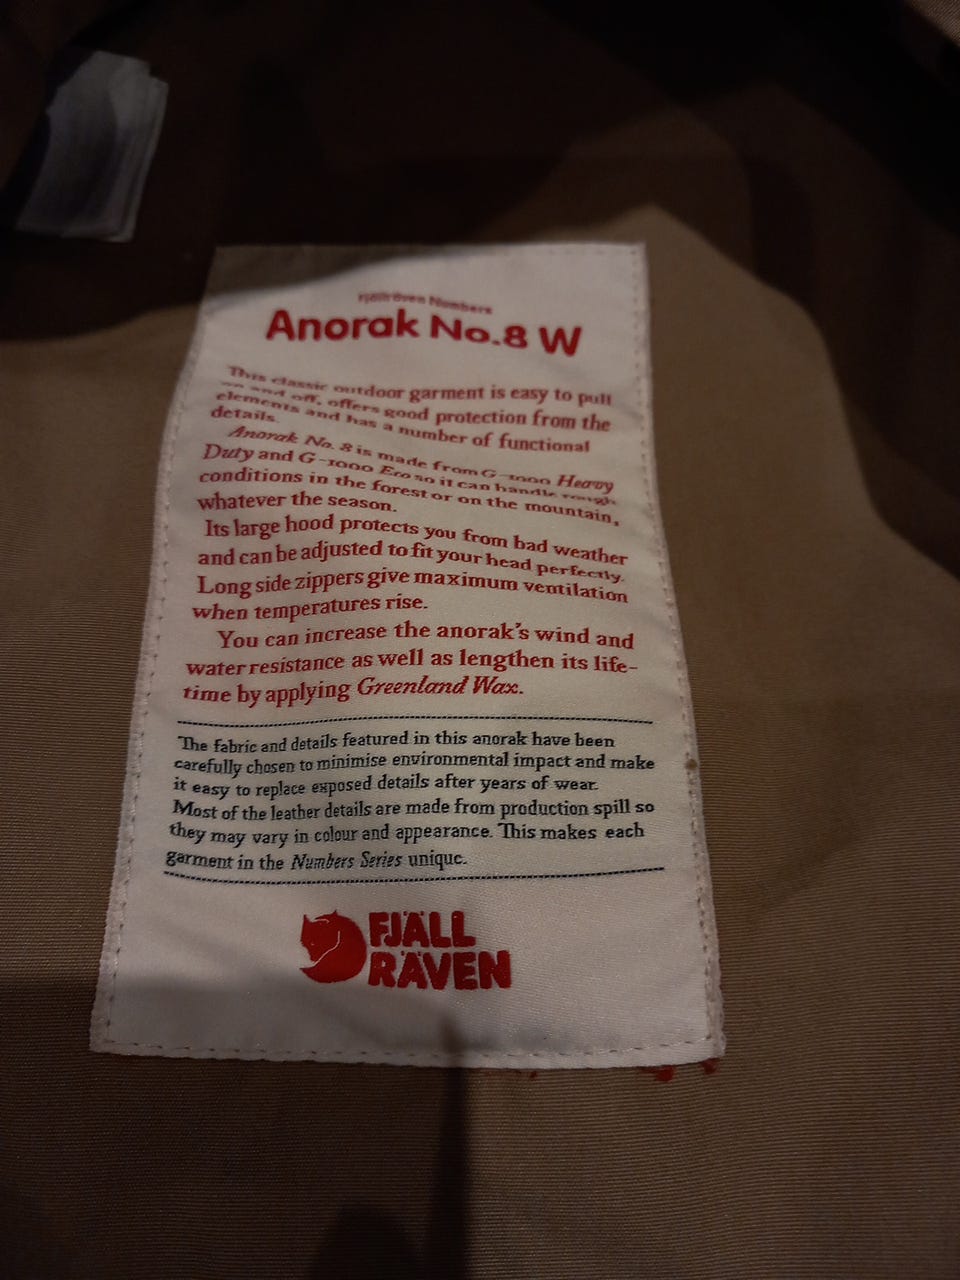 Fjällräven Numbers
Anorak No.8 W
This classic outdoor garment is easy to pull
on and off, offers good protection from the
elements and has a number of functional
details.
Anorak No. 8 is made from G-1000 Heavy
Duty and G-1000 Eco so it can handle rough
conditions in the forest or on the mountain,
whatever the season.
Its large hood protects you from bad weather
and can be adjusted to fit your head perfectly.
Long side zippers give maximum ventilation
when temperatures rise.
You can increase the anorak's wind and
water resistance as well as lengthen its life-
time by applying Greenland Wax.
The fabric and details featured in this anorak have been
carefully chosen to minimise environmental impact and make
it easy to replace exposed details after years of wear.
Most of the leather details are made from production spill so
they may vary in colour and appearance. This makes each
garment in the Numbers Series unique.
FJÄLL
RÄVEN